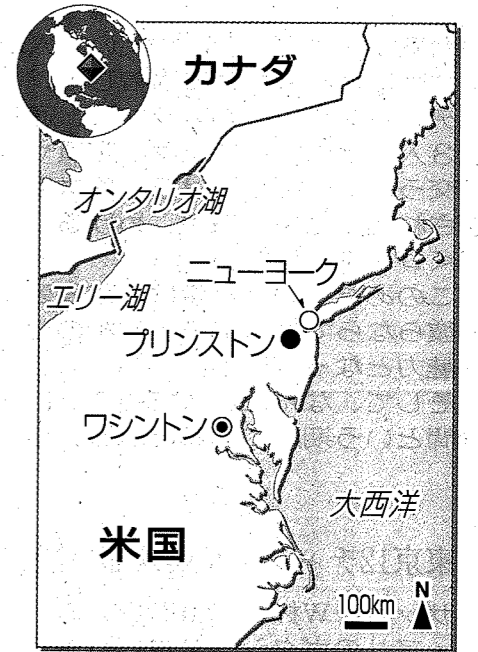 カナダ
オンタリオ湖
ニューヨーク
エリー湖
プリンストン
ワシントン
大西洋
米国
N
100km